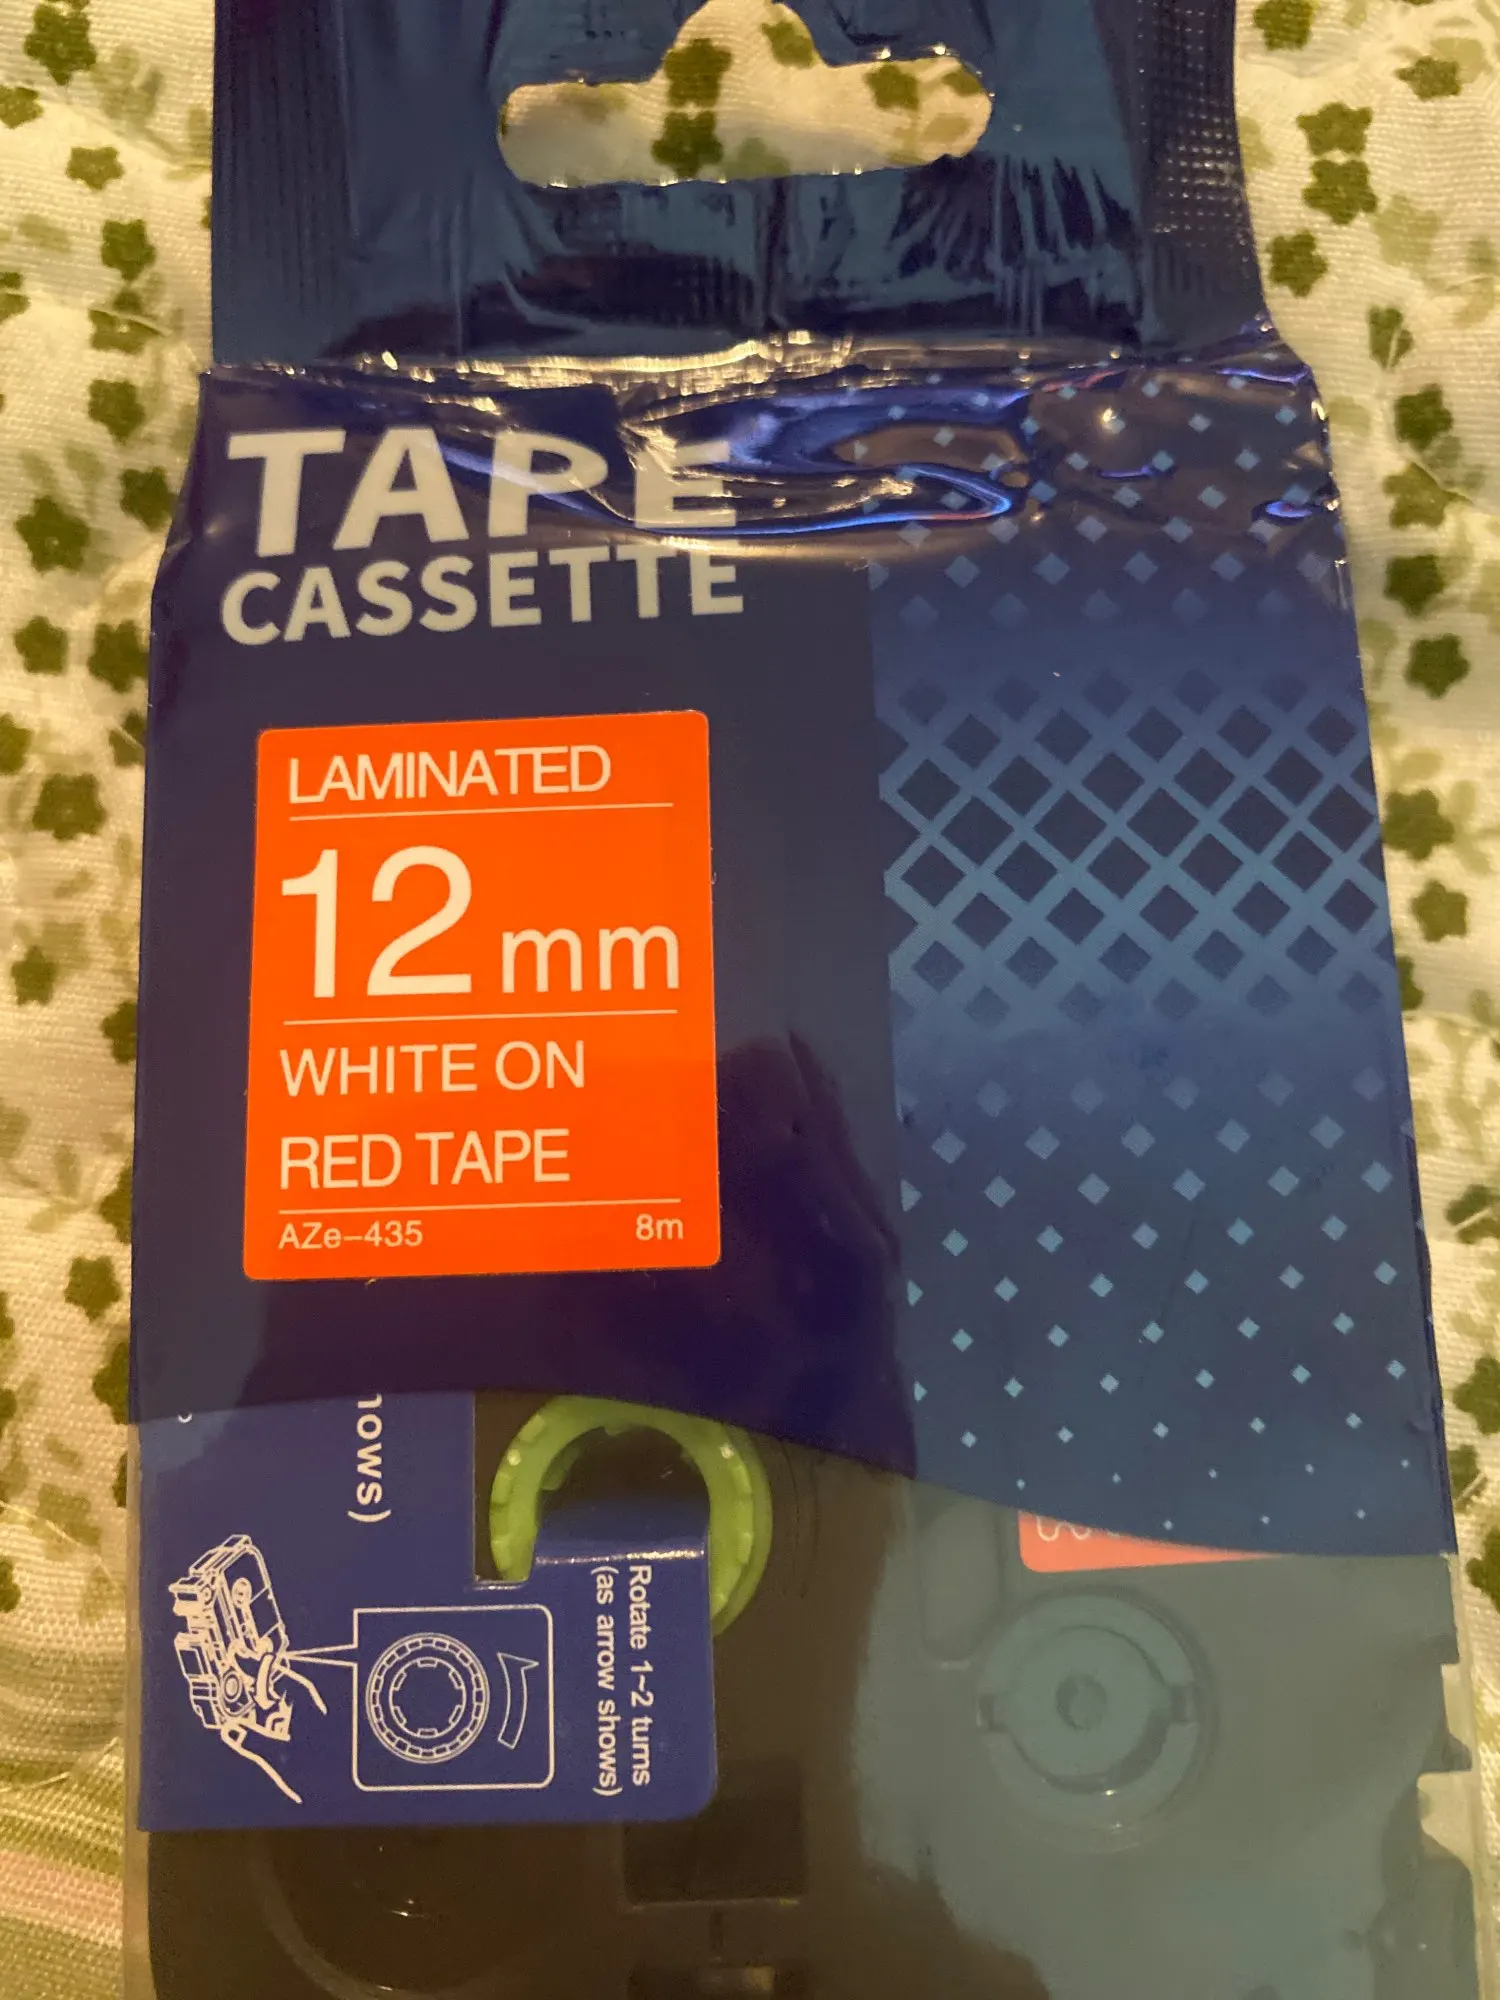 TAPE
CASSETTE
LAMINATED
12 mm
WHITE ON
RED TAPE
AZe-435 8m
Rotate 1~2 turns
(as arrow shows)